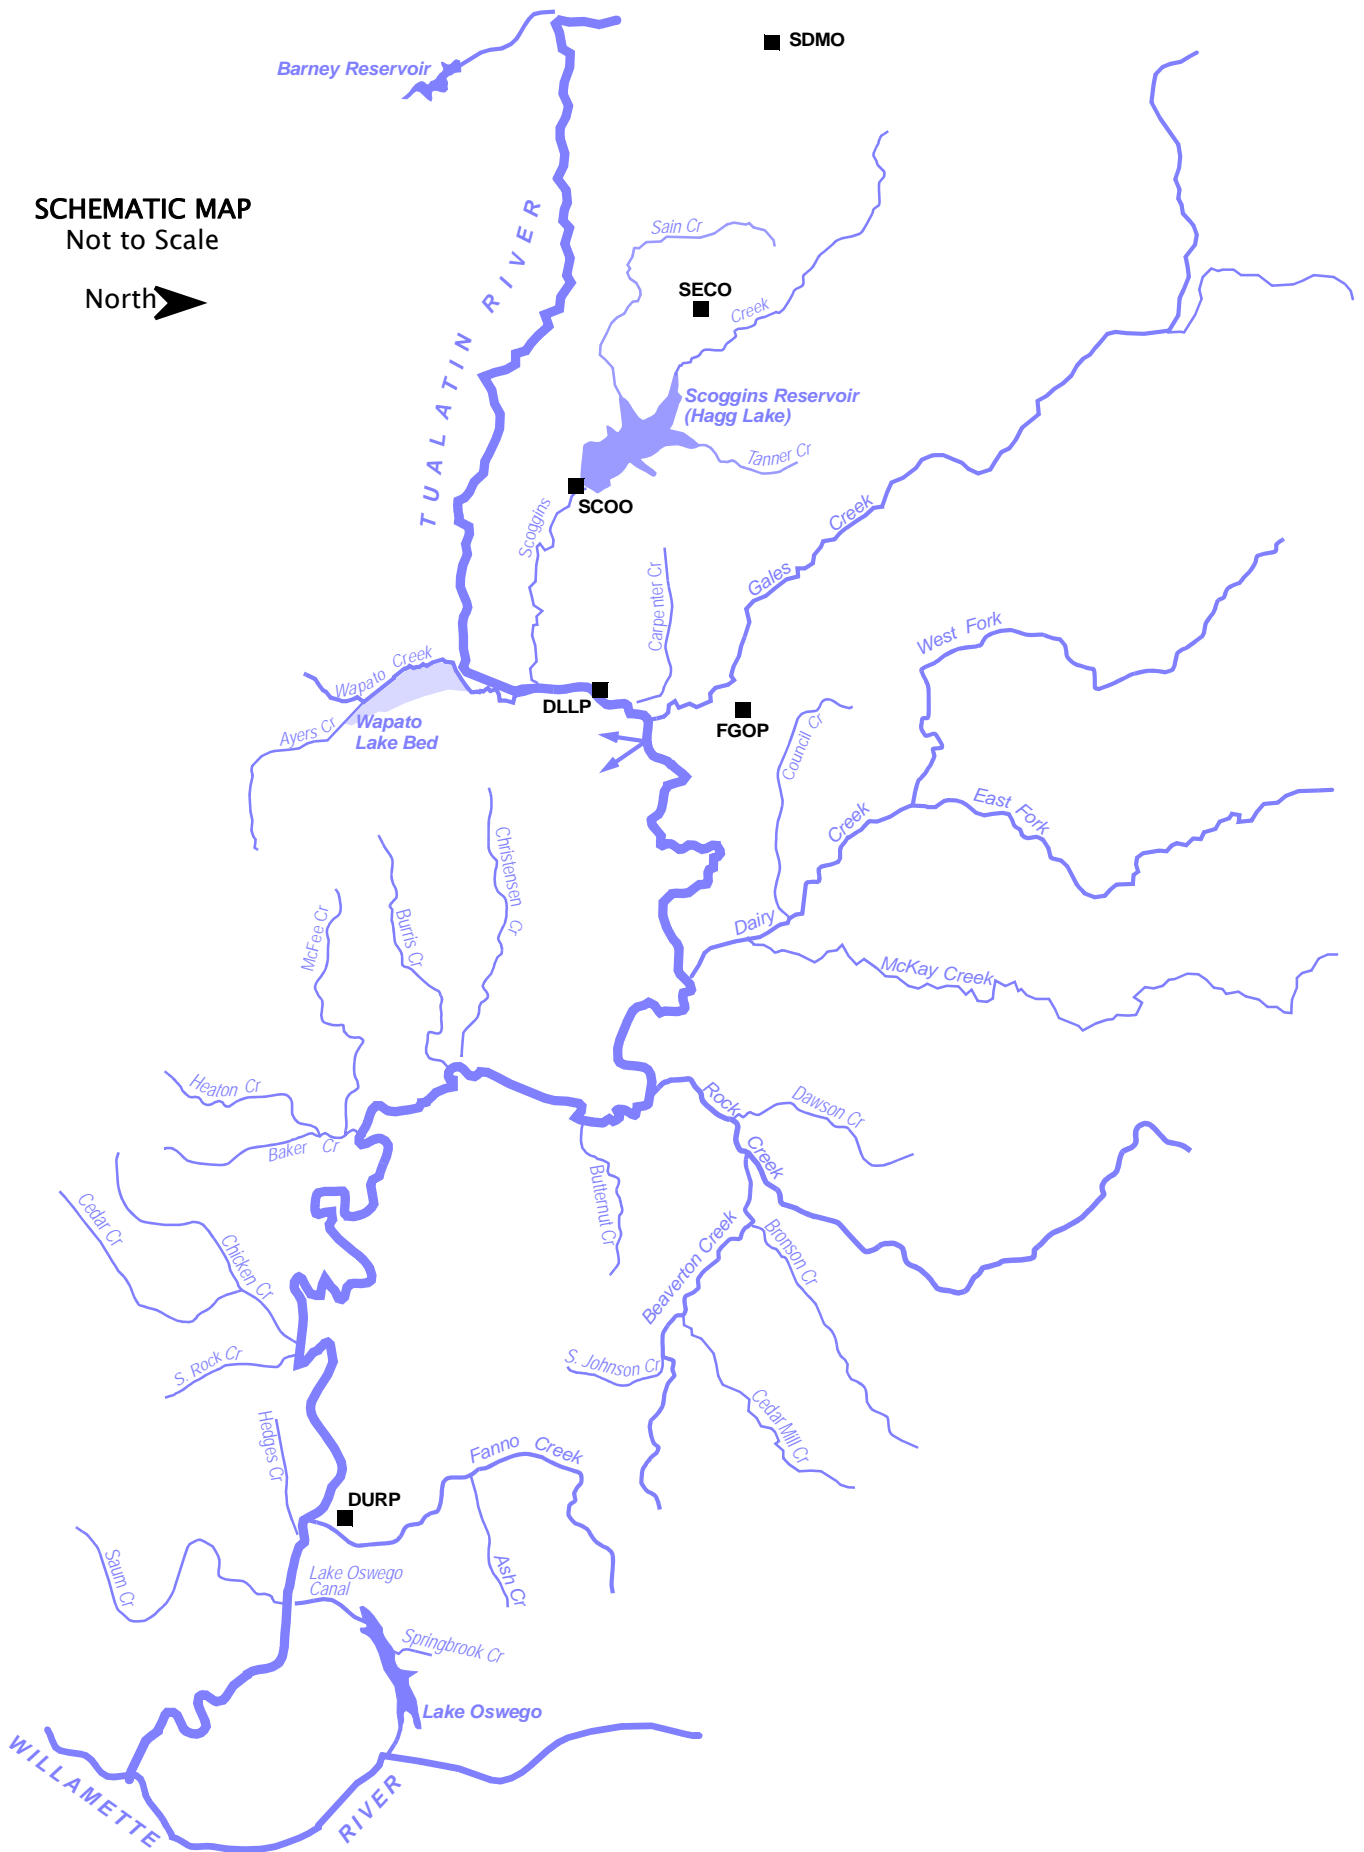 SDMO
Barney Reservoir
SCHEMATIC MAP
Not to Scale
North
TUALATIN RIVER
Sain Cr
SECO
Creek
Scoggins Reservoir
(Hagg Lake)
Tanner Cr
SCOO
Scoggins
Gales Creek
Carpenter Cr
West Fork
Wapato Creek
DLLP
FGOP
Ayers Cr
Wapato
Lake Bed
Council Cr
Creek
East Fork
Christensen Cr
Burris Cr
McFee Cr
Dairy
McKay Creek
Heaton Cr
Rock
Creek
Dawson Cr
Baker Cr
Butternut Cr
Cedar Cr
Chicken Cr
Beaverton Creek
Bronson Cr
S. Rock Cr
S. Johnson Cr
Cedar Mill Cr
Hedges Cr
Fanno Creek
DURP
Saum Cr
Lake Oswego
Canal
Ash Cr
Springbrook Cr
Lake Oswego
WILLAMETTE
RIVER